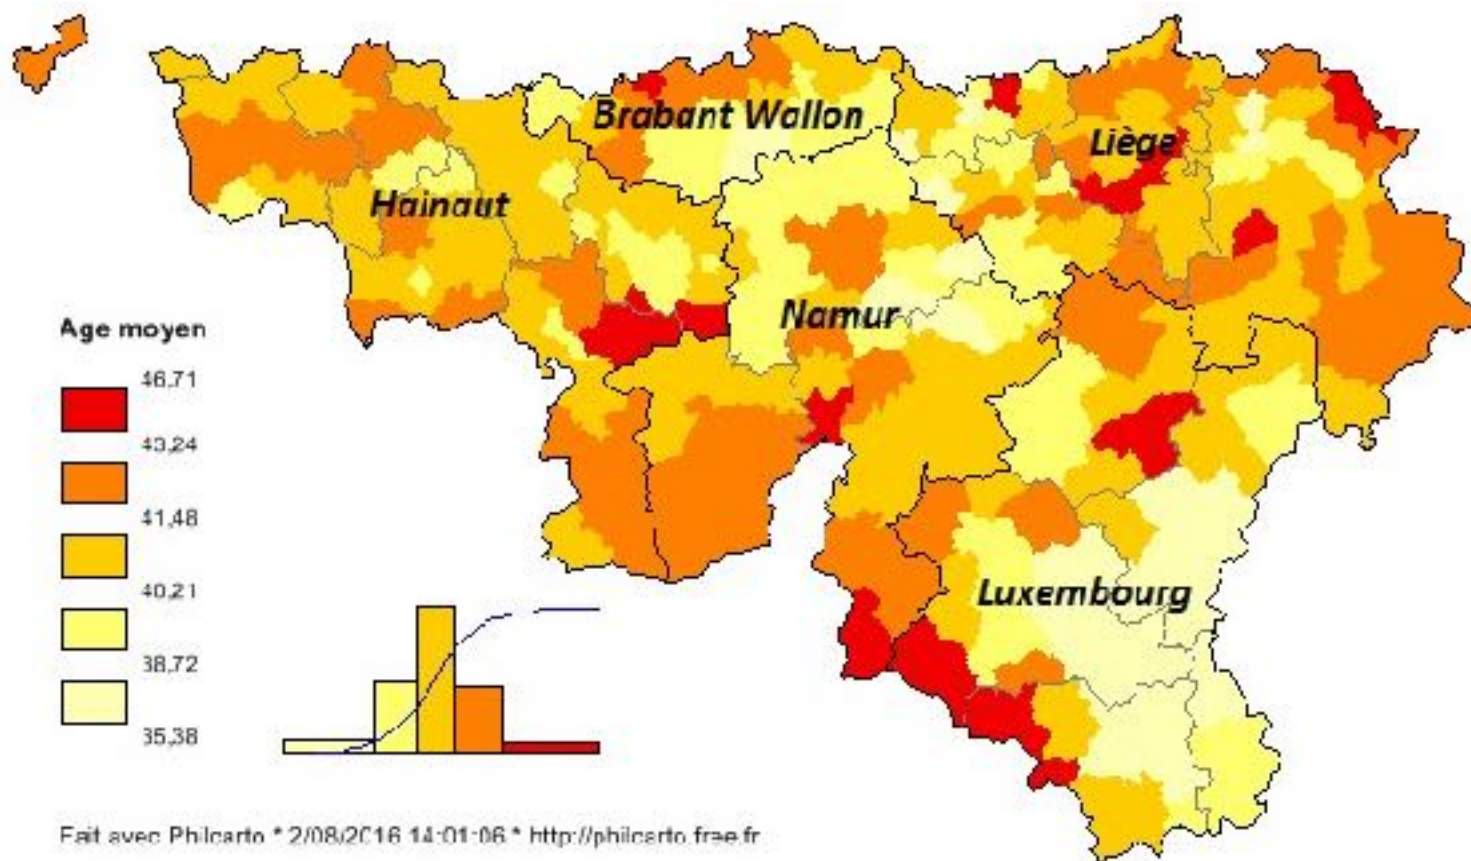 Brabant Wallon
Liège
Hainaut
Namur
Age moyen
46,71
43,24
41,48
40,21
38,72
35,38
Luxembourg
Fait avec Philcarto * 2/08/2016 14:01:06 * http://philcarto.free.fr